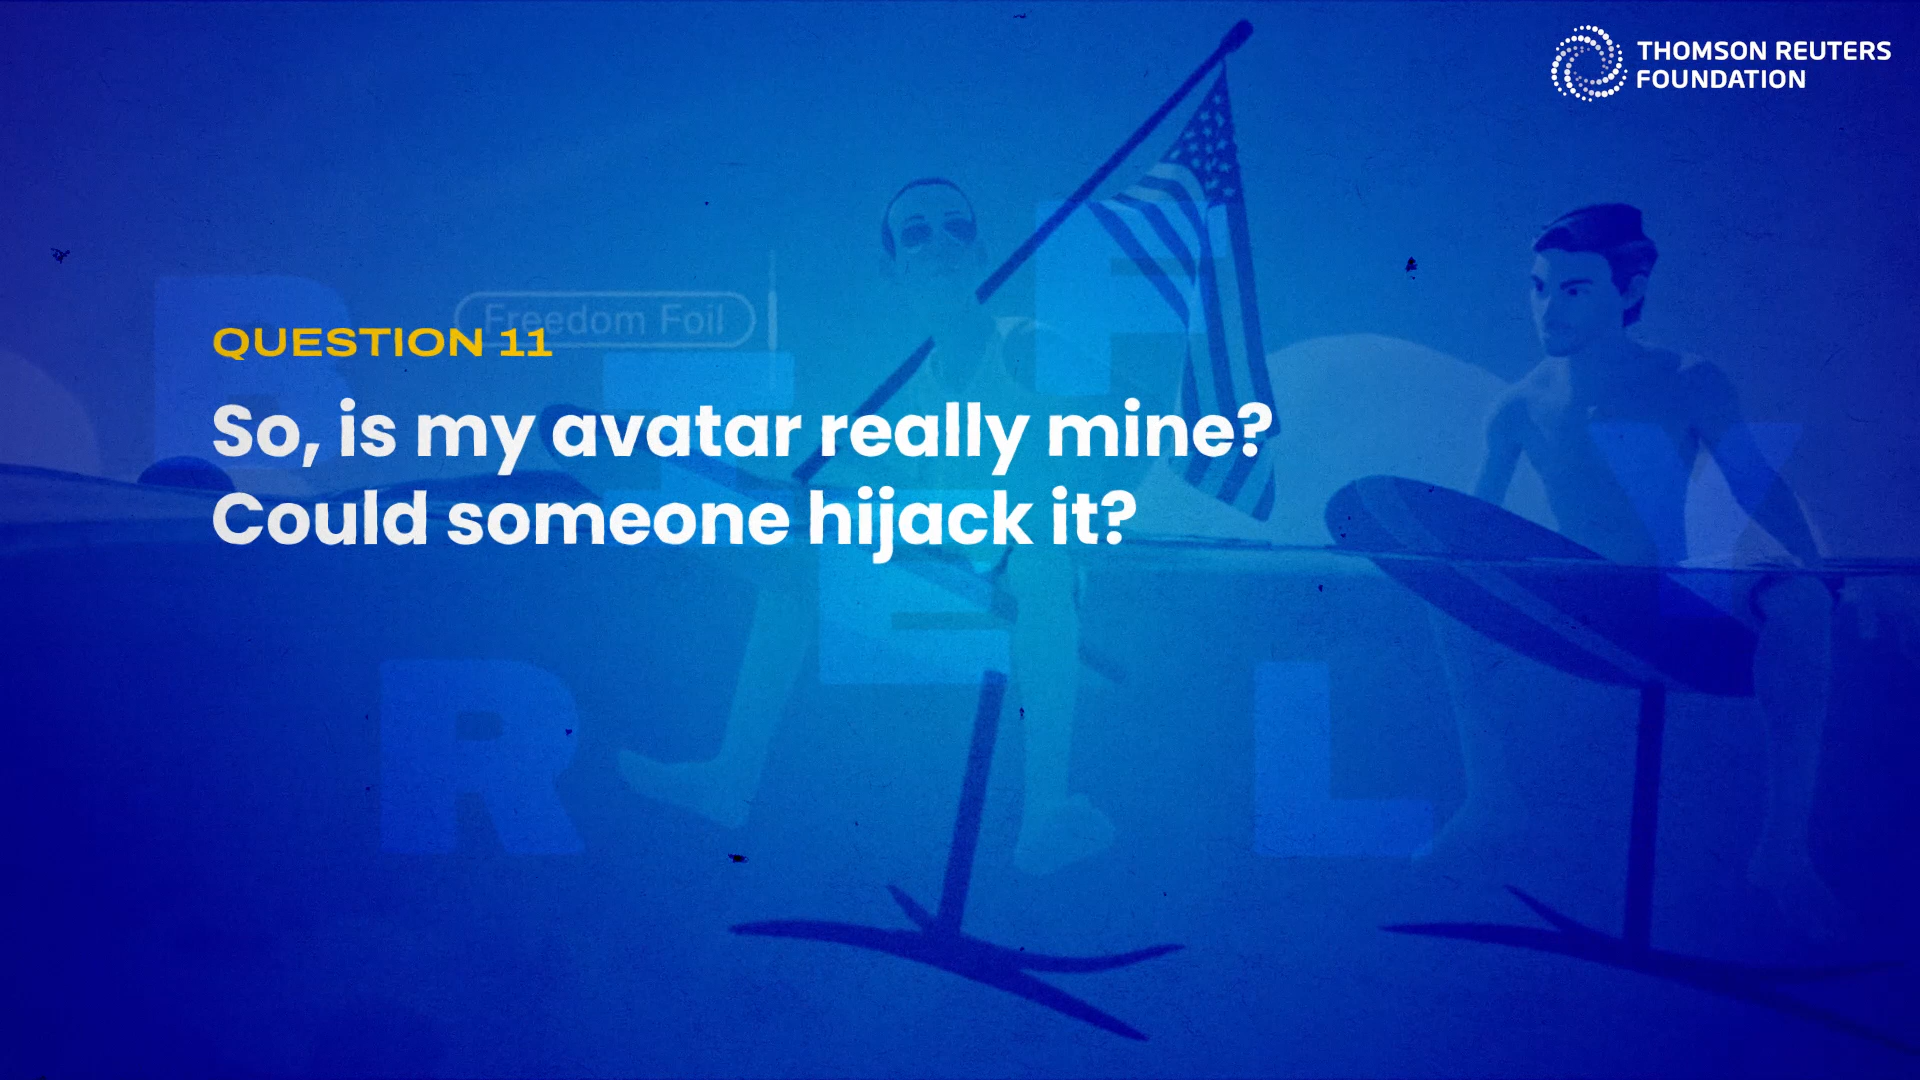 THOMSON REUTERS
FOUNDATION
Freedom Foil
QUESTION 11
So, is my avatar really mine?
Could someone hijack it?
B R I E F L Y